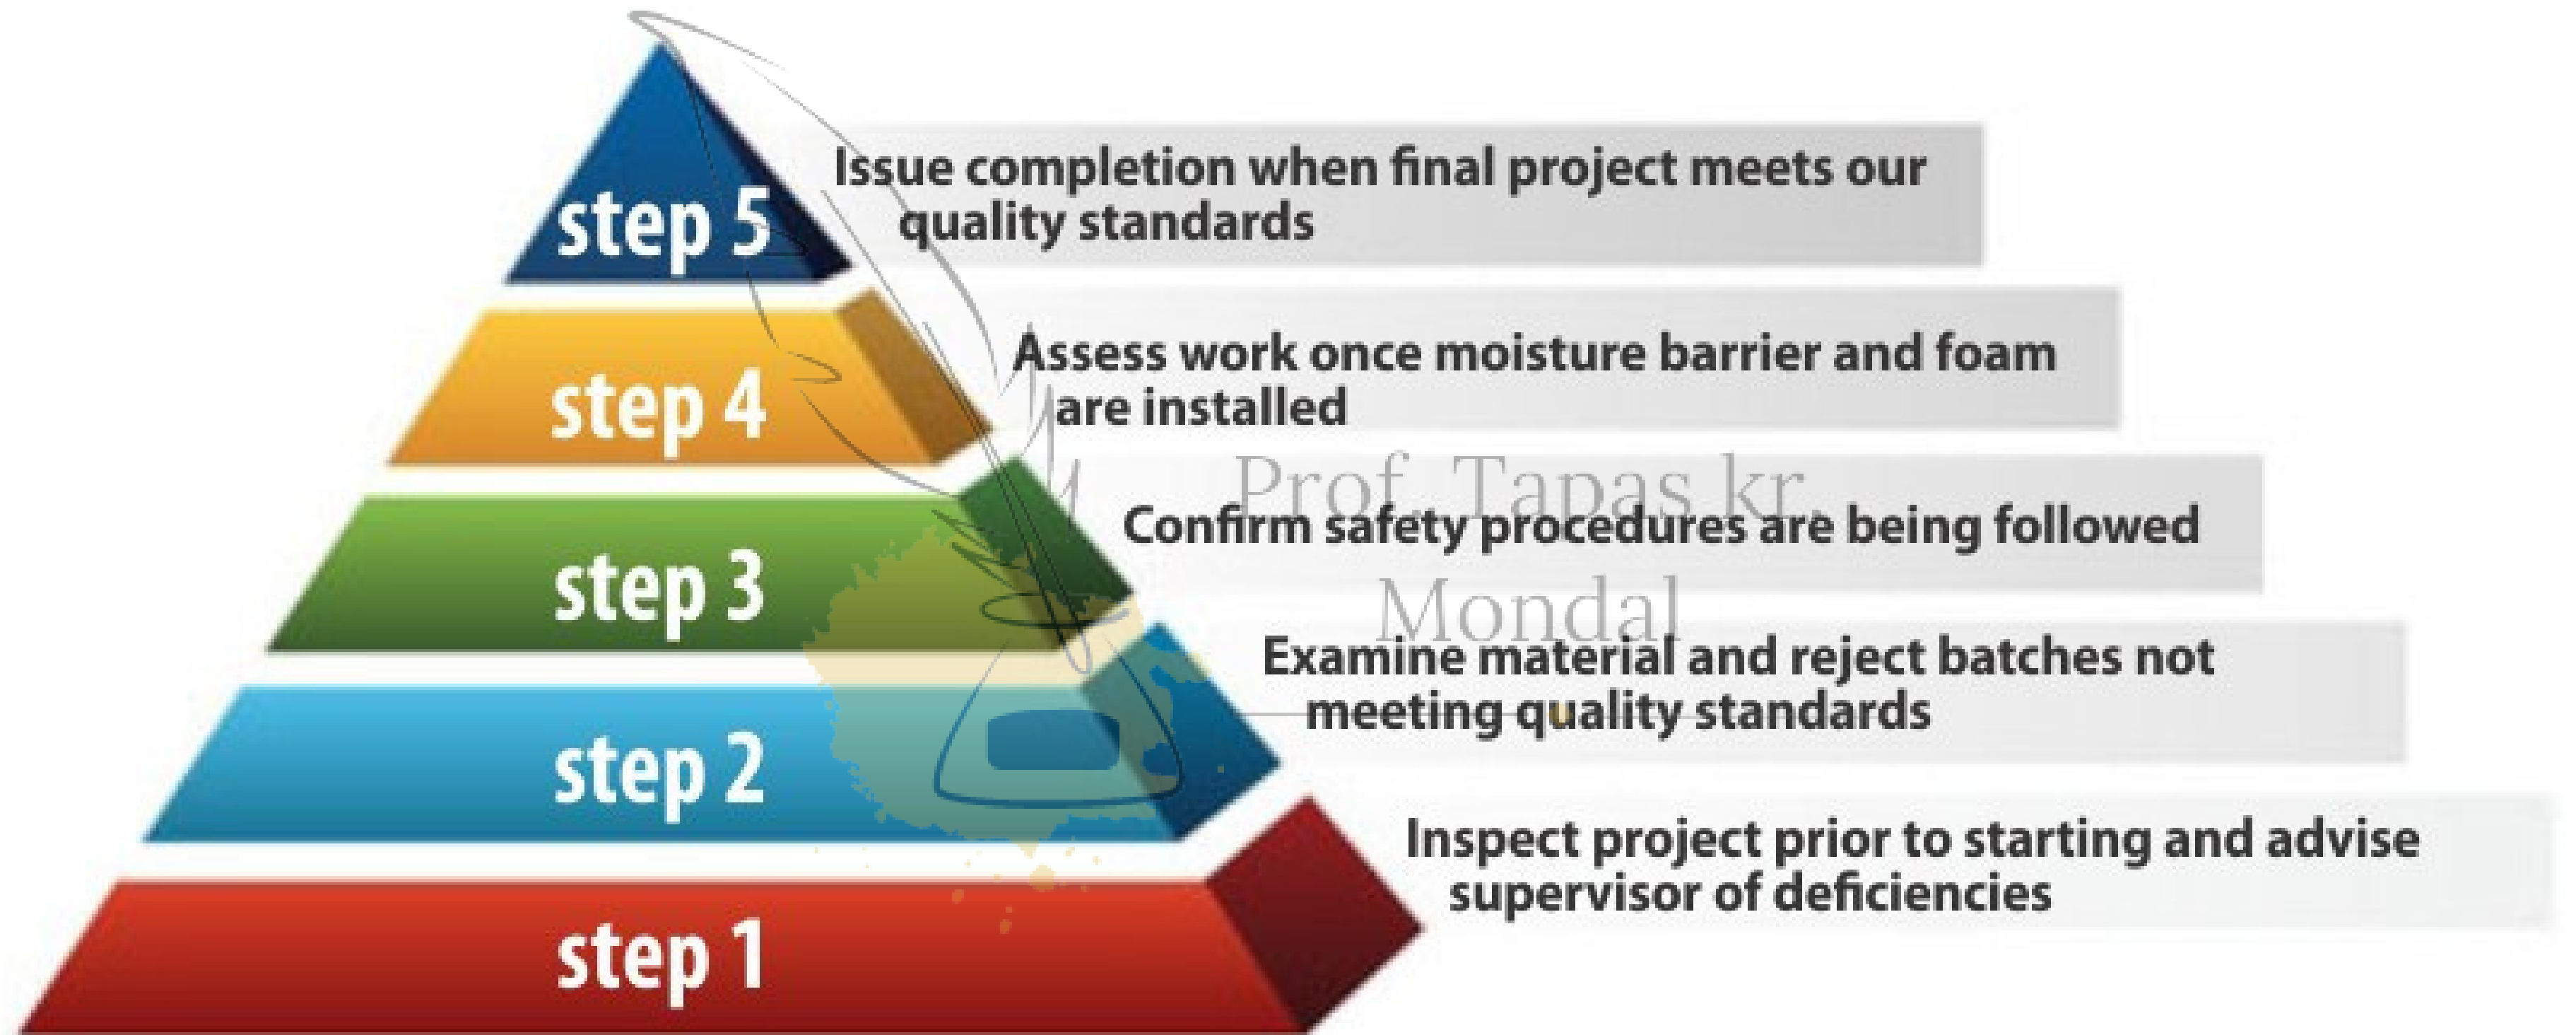 step 5
Issue completion when final project meets our
quality standards
step 4
Assess work once moisture barrier and foam
are installed
step 3
Confirm safety procedures are being followed
Prof. Tapas kr.
Mondal
step 2
Examine material and reject batches not
meeting quality standards
step 1
Inspect project prior to starting and advise
supervisor of deficiencies